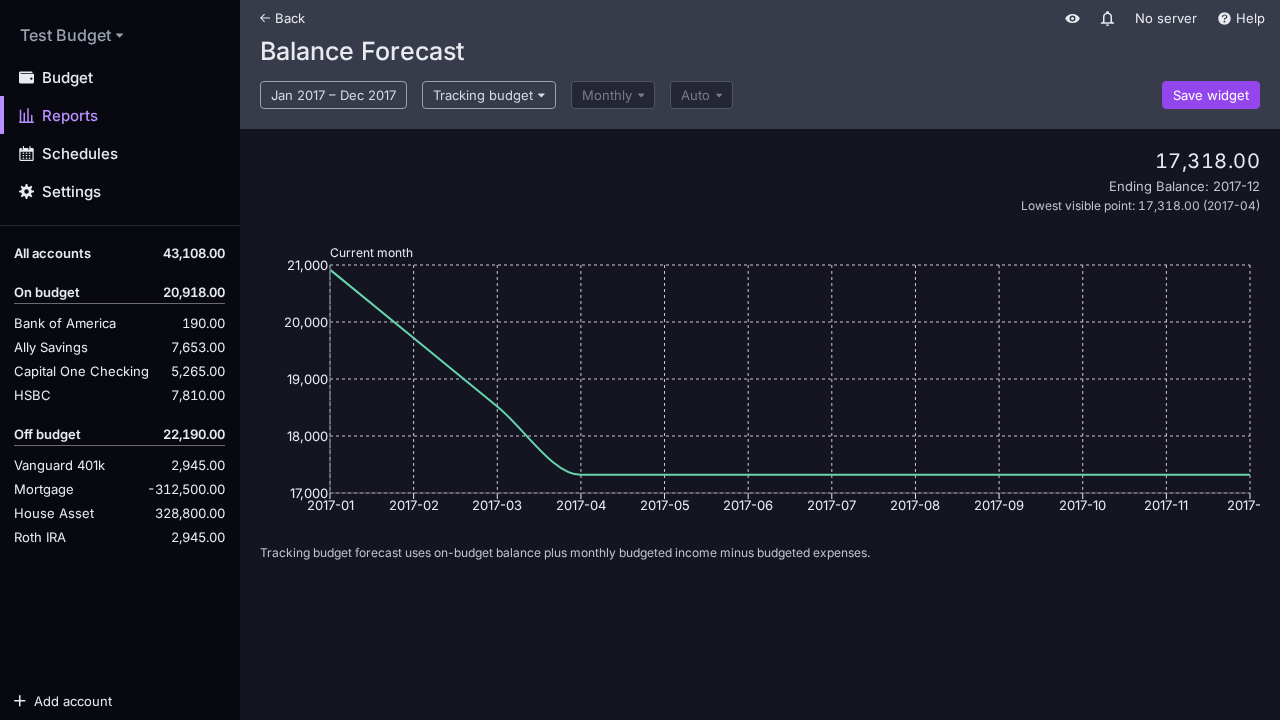 Test Budget
Budget
Reports
Schedules
Settings
All accounts 43,108.00
On budget 20,918.00
Bank of America 190.00
Ally Savings 7,653.00
Capital One Checking 5,265.00
HSBC 7,810.00
Off budget 22,190.00
Vanguard 401k 2,945.00
Mortgage -312,500.00
House Asset 328,800.00
Roth IRA 2,945.00
Add account
Back
No server
Help
Balance Forecast
Jan 2017 – Dec 2017
Tracking budget
Monthly
Auto
Save widget
17,318.00
Ending Balance: 2017-12
Lowest visible point: 17,318.00 (2017-04)
Current month
21,000
20,000
19,000
18,000
17,000
2017-01 2017-02 2017-03 2017-04 2017-05 2017-06 2017-07 2017-08 2017-09 2017-10 2017-11 2017-
Tracking budget forecast uses on-budget balance plus monthly budgeted income minus budgeted expenses.